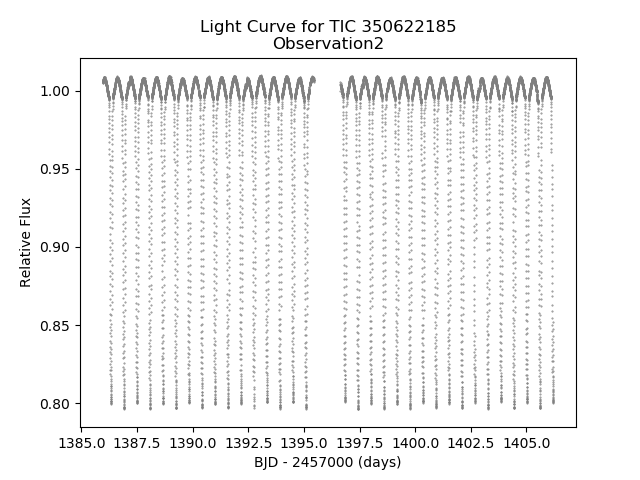 Light Curve for TIC 350622185
Observation2
1.00
0.95
0.90
0.85
0.80
Relative Flux
1385.0 1387.5 1390.0 1392.5 1395.0 1397.5 1400.0 1402.5 1405.0
BJD - 2457000 (days)